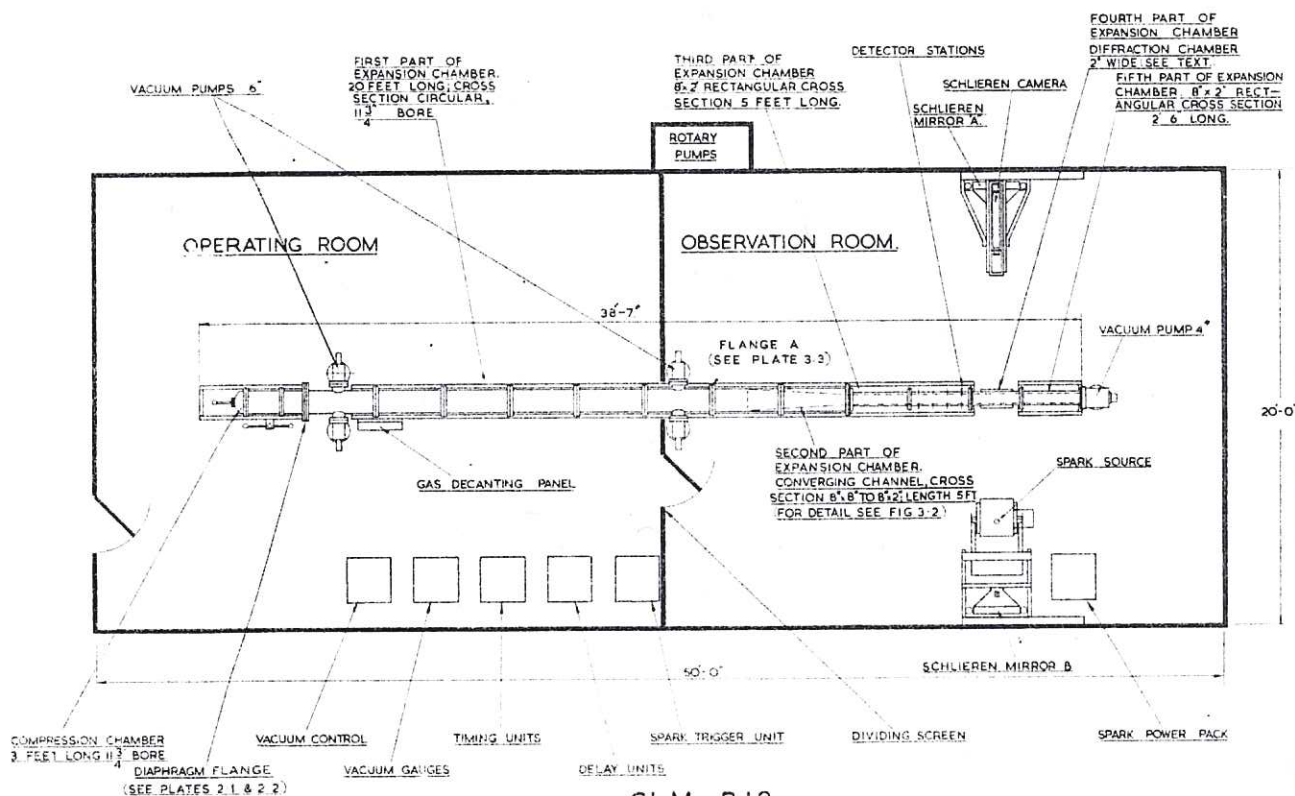 VACUUM PUMPS 6"
FIRST PART OF
EXPANSION CHAMBER.
20 FEET LONG; CROSS
SECTION CIRCULAR,
11 3/4" BORE
THIRD PART OF
EXPANSION CHAMBER
8"x 2" RECTANGULAR CROSS
SECTION 5 FEET LONG.
DETECTOR STATIONS
SCHLIEREN CAMERA
SCHLIEREN
MIRROR A.
FOURTH PART OF
EXPANSION CHAMBER
DIFFRACTION CHAMBER
2" WIDE (SEE TEXT.
FIFTH PART OF EXPANSION
CHAMBER. 8"x 2" RECT-
ANGULAR CROSS SECTION
2' 6" LONG.
ROTARY
PUMPS
OPERATING ROOM
OBSERVATION ROOM.
38'-7"
FLANGE A
(SEE PLATE 3·3)
VACUUM PUMP 4"
20'-0"
GAS DECANTING PANEL
SECOND PART OF
EXPANSION CHAMBER.
CONVERGING CHANNEL, CROSS
SECTION 8"x 8" TO 8"x 2"; LENGTH 5FT
(FOR DETAIL SEE FIG 3·2)
SPARK SOURCE
50'-0"
SCHLIEREN MIRROR B
COMPRESSION CHAMBER
3 FEET LONG 11 3/4 BORE
DIAPHRAGM FLANGE
(SEE PLATES 2·1 & 2·2)
VACUUM CONTROL
VACUUM GAUGES
TIMING UNITS
DELAY UNITS
SPARK TRIGGER UNIT
DIVIDING SCREEN
SPARK POWER PACK